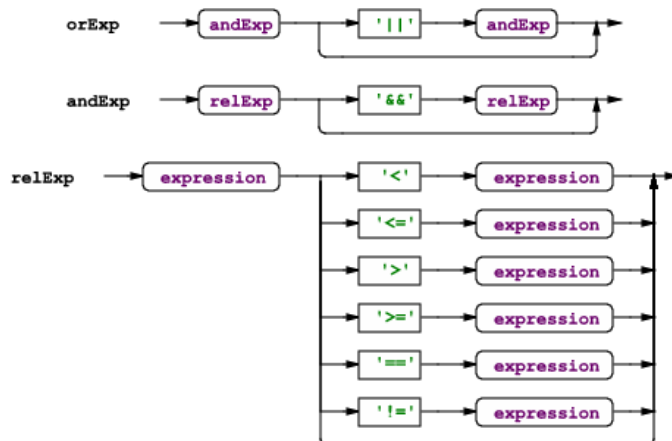 orExp andExp '||' andExp
andExp relExp '&&' relExp
relExp expression '<' expression
'<=' expression
'>' expression
'>=' expression
'==' expression
'!=' expression